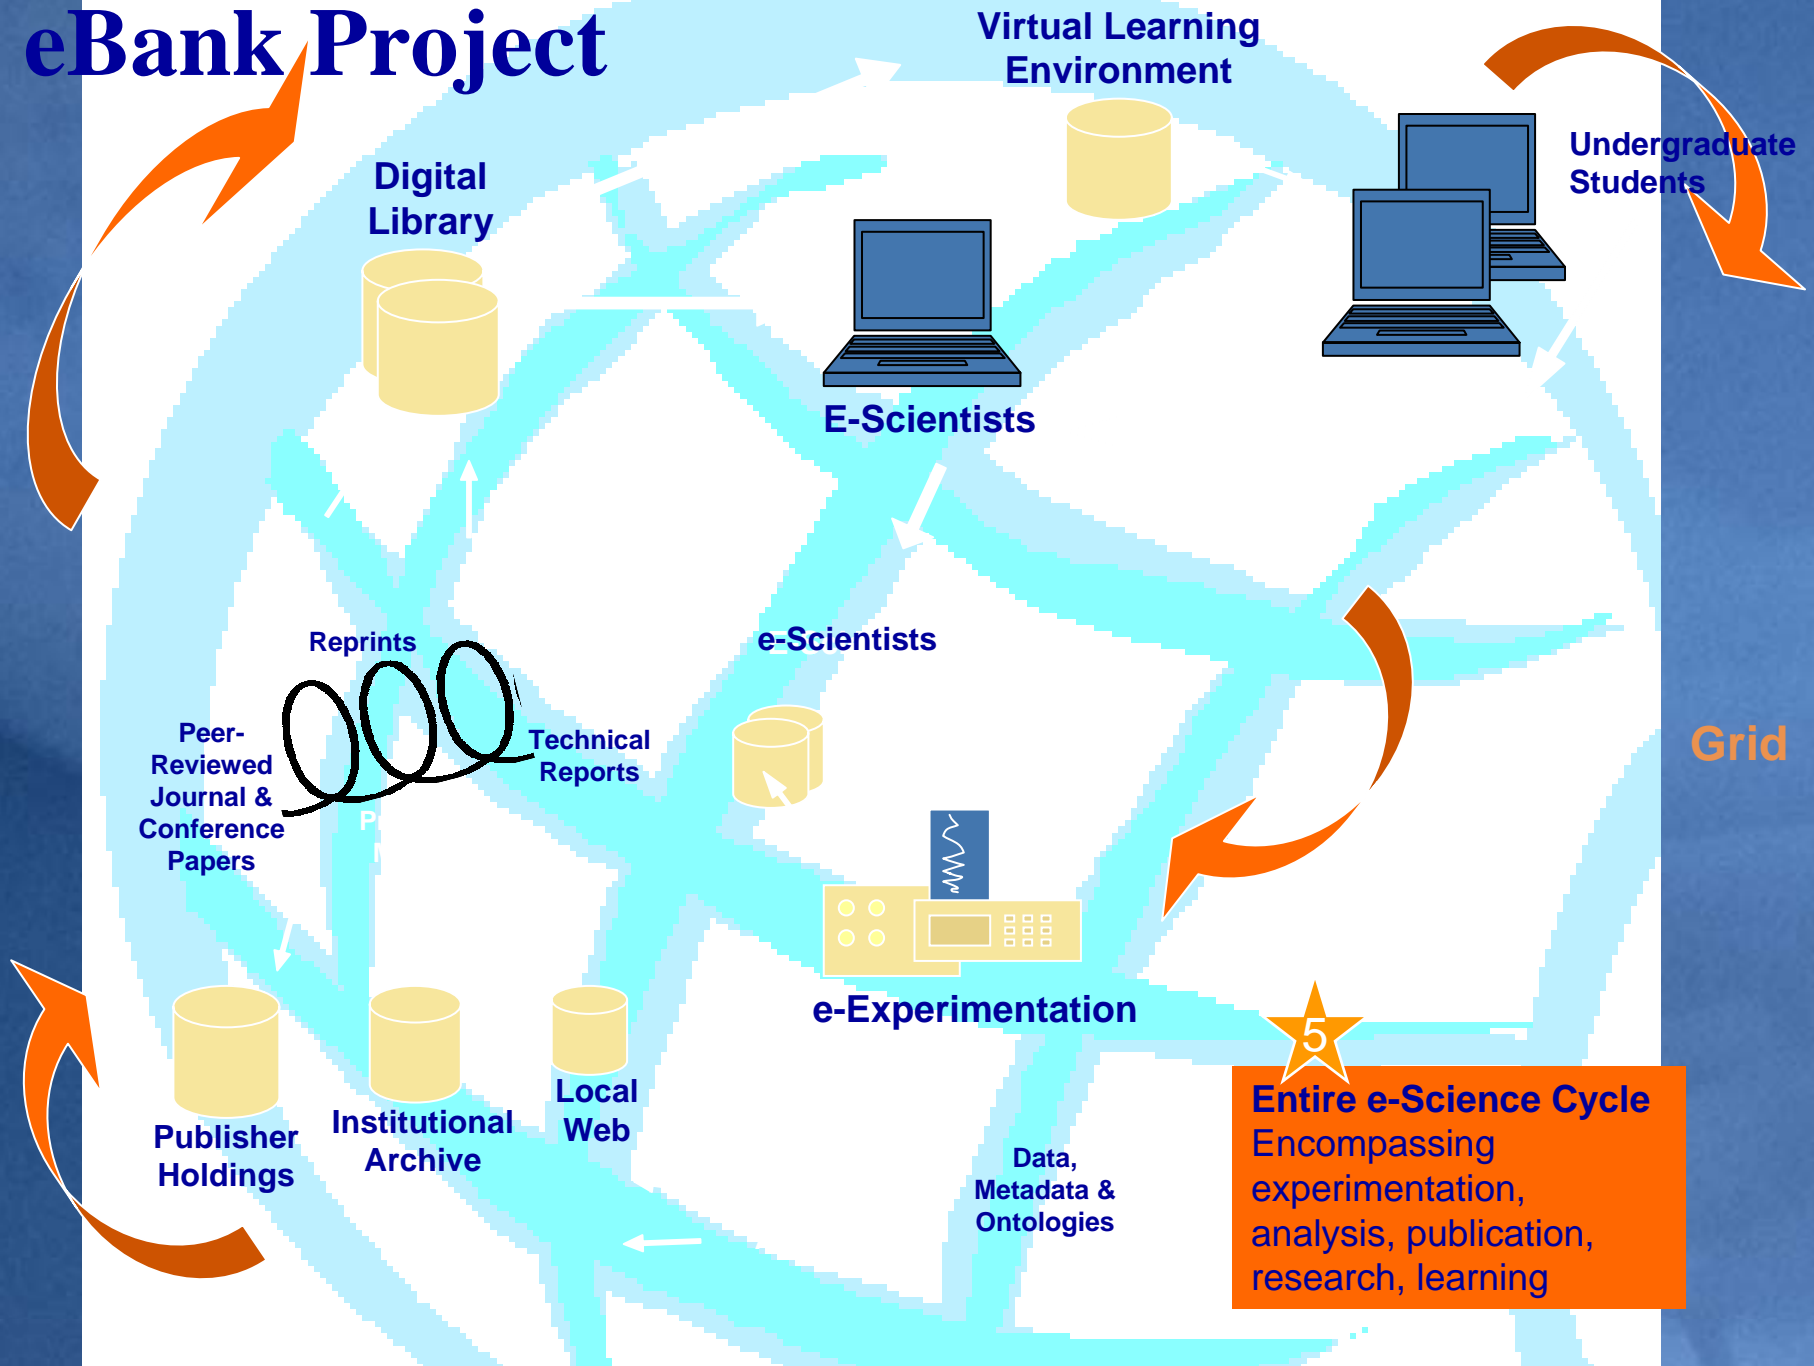 eBank Project
Virtual Learning
Environment
Undergraduate
Students
Digital
Library
E-Scientists
e-Scientists
Reprints
Peer-
Reviewed
Journal &
Conference
Papers
Technical
Reports
Grid
e-Experimentation
Local
Web
Institutional
Archive
Publisher
Holdings
Data,
Metadata &
Ontologies
5
Entire e-Science Cycle
Encompassing
experimentation,
analysis, publication,
research, learning